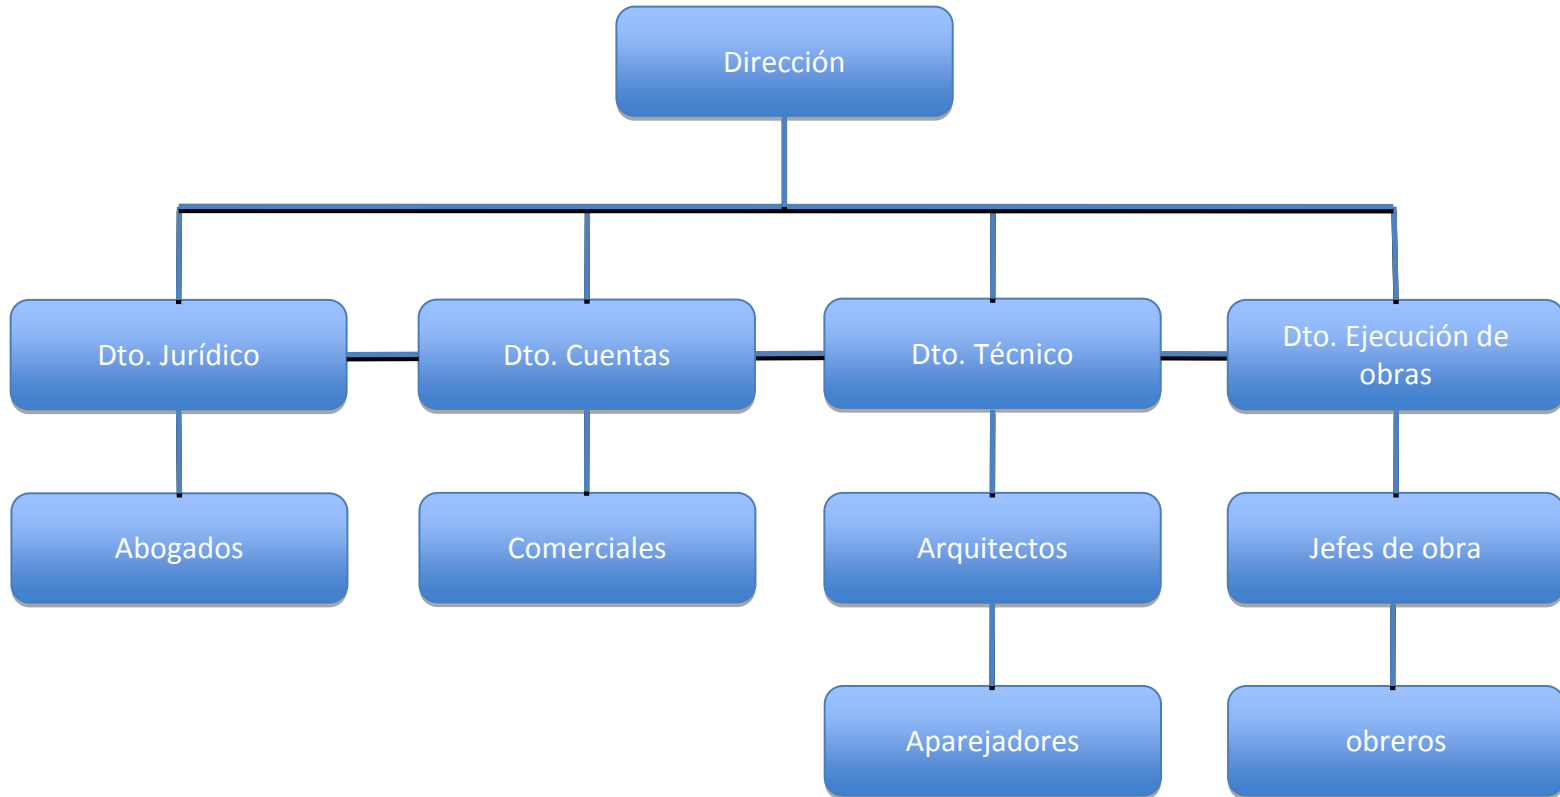 Dirección
Dto. Jurídico
Dto. Cuentas
Dto. Técnico
Dto. Ejecución de
obras
Abogados
Comerciales
Arquitectos
Jefes de obra
Aparejadores
obreros